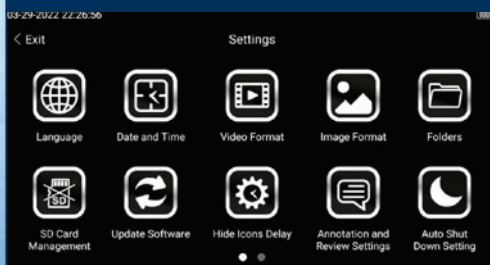 03-29-2022 22:26:56
< Exit
Settings
Language
Date and Time
Video Format
Image Format
Folders
SD
SD Card
Management
Update Software
Hide Icons Delay
Annotation and
Review Settings
Auto Shut
Down Setting